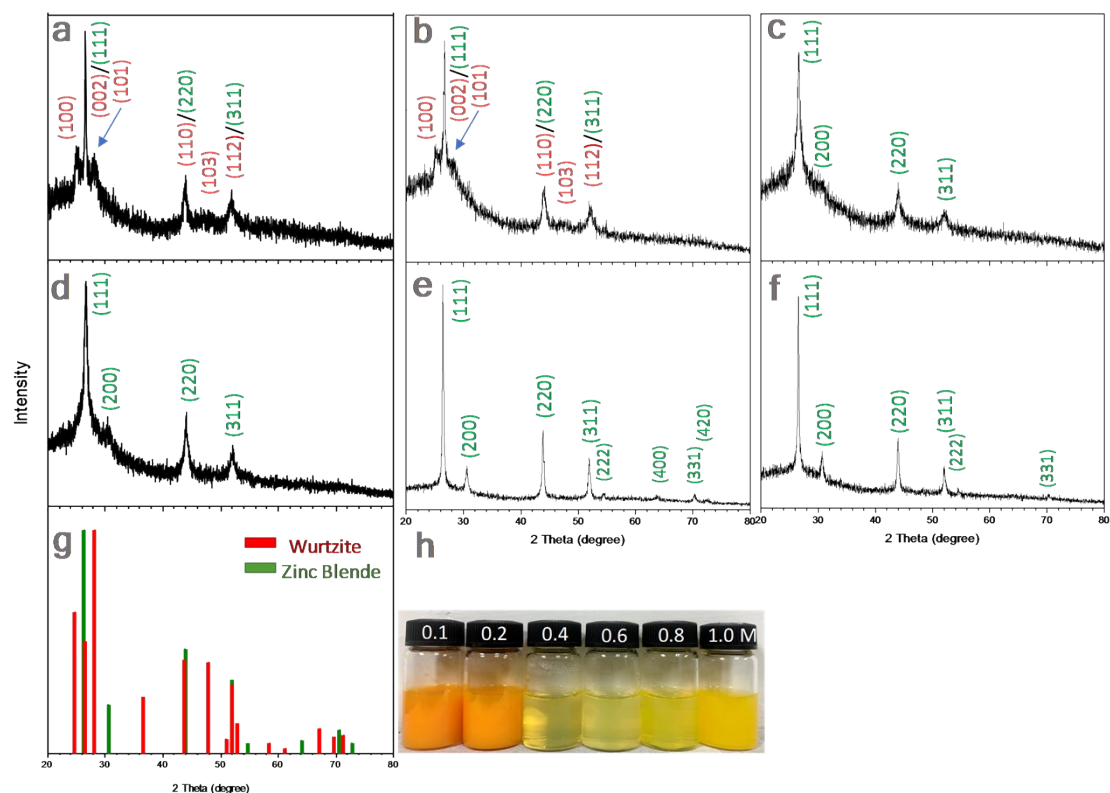 a
(100)
(002)/(111)
(101)
(110)/(220)
(103)
(112)/(311)
b
(100)
(002)/(111)
(101)
(110)/(220)
(103)
(112)/(311)
c
(111)
(200)
(220)
(311)
d
(111)
(200)
(220)
(311)
e
(111)
(200)
(220)
(311)
(222)
(400)
(331)
(420)
f
(111)
(200)
(220)
(311)
(222)
(331)
Intensity
20 30 40 50 60 70 80
2 Theta (degree)
20 30 40 50 60 70 80
2 Theta (degree)
g
Wurtzite
Zinc Blende
20 30 40 50 60 70 80
2 Theta (degree)
h
0.1 0.2 0.4 0.6 0.8 1.0 M